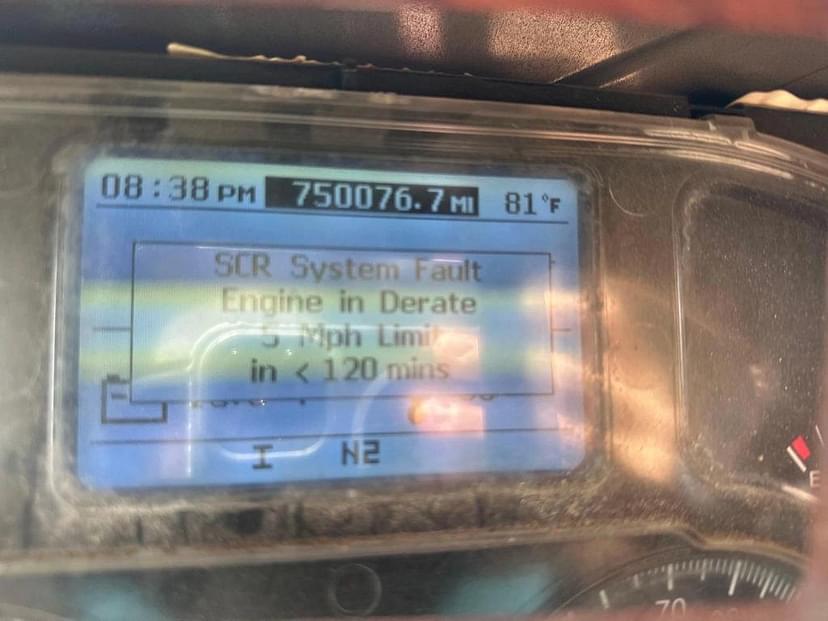 08:38 PM 750076.7 MI 81°F
SCR System Fault
Engine in Derate
5 Mph Limit
in < 120 mins
I N2
E
70